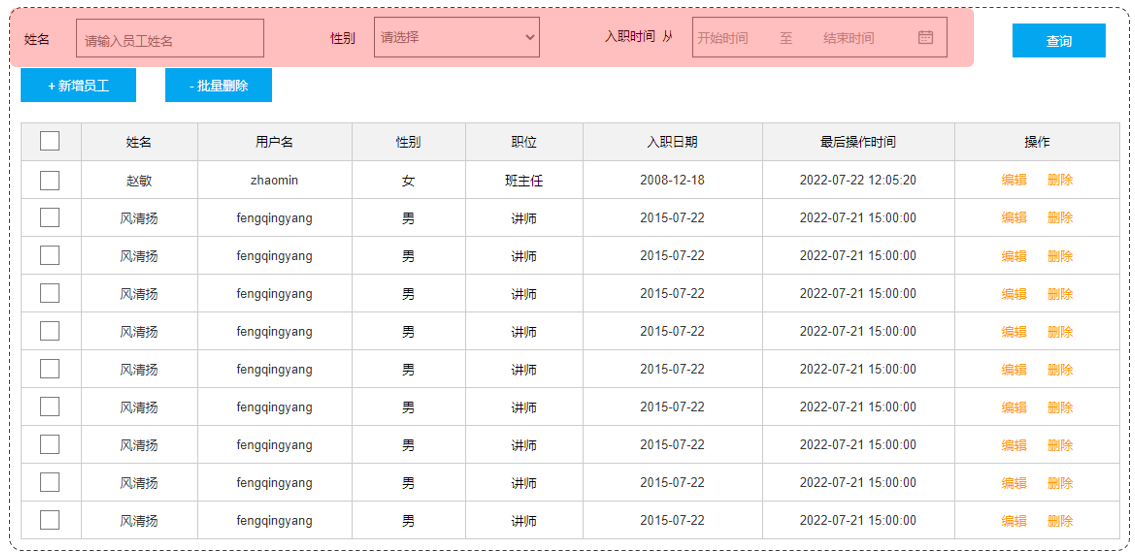 姓名 请输入员工姓名 性别 请选择 入职时间 从 开始时间 至 结束时间 查询
+ 新增员工 - 批量删除
姓名 用户名 性别 职位 入职日期 最后操作时间 操作
赵敏 zhaomin 女 班主任 2008-12-18 2022-07-22 12:05:20 编辑 删除
风清扬 fengqingyang 男 讲师 2015-07-22 2022-07-21 15:00:00 编辑 删除
风清扬 fengqingyang 男 讲师 2015-07-22 2022-07-21 15:00:00 编辑 删除
风清扬 fengqingyang 男 讲师 2015-07-22 2022-07-21 15:00:00 编辑 删除
风清扬 fengqingyang 男 讲师 2015-07-22 2022-07-21 15:00:00 编辑 删除
风清扬 fengqingyang 男 讲师 2015-07-22 2022-07-21 15:00:00 编辑 删除
风清扬 fengqingyang 男 讲师 2015-07-22 2022-07-21 15:00:00 编辑 删除
风清扬 fengqingyang 男 讲师 2015-07-22 2022-07-21 15:00:00 编辑 删除
风清扬 fengqingyang 男 讲师 2015-07-22 2022-07-21 15:00:00 编辑 删除
风清扬 fengqingyang 男 讲师 2015-07-22 2022-07-21 15:00:00 编辑 删除